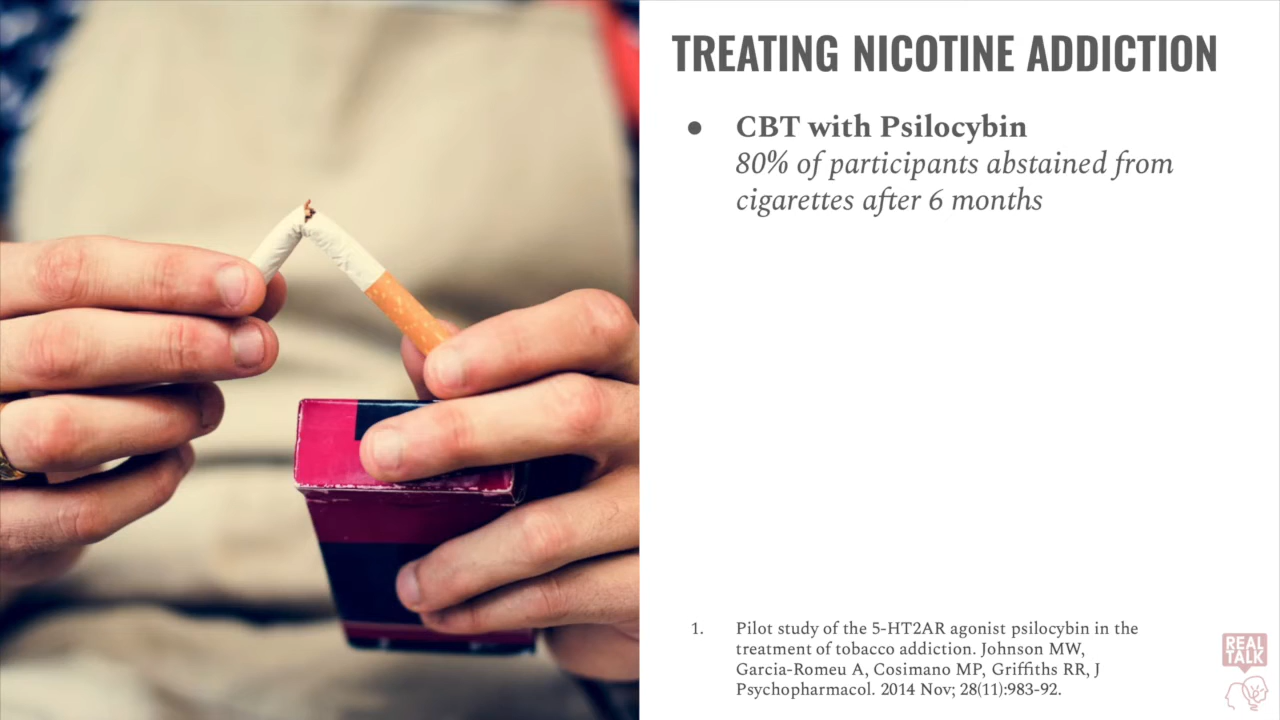 TREATING NICOTINE ADDICTION
● CBT with Psilocybin
80% of participants abstained from
cigarettes after 6 months
1. Pilot study of the 5-HT2AR agonist psilocybin in the
treatment of tobacco addiction. Johnson MW,
Garcia-Romeu A, Cosimano MP, Griffiths RR, J
Psychopharmacol. 2014 Nov; 28(11):983-92.
REAL
TALK